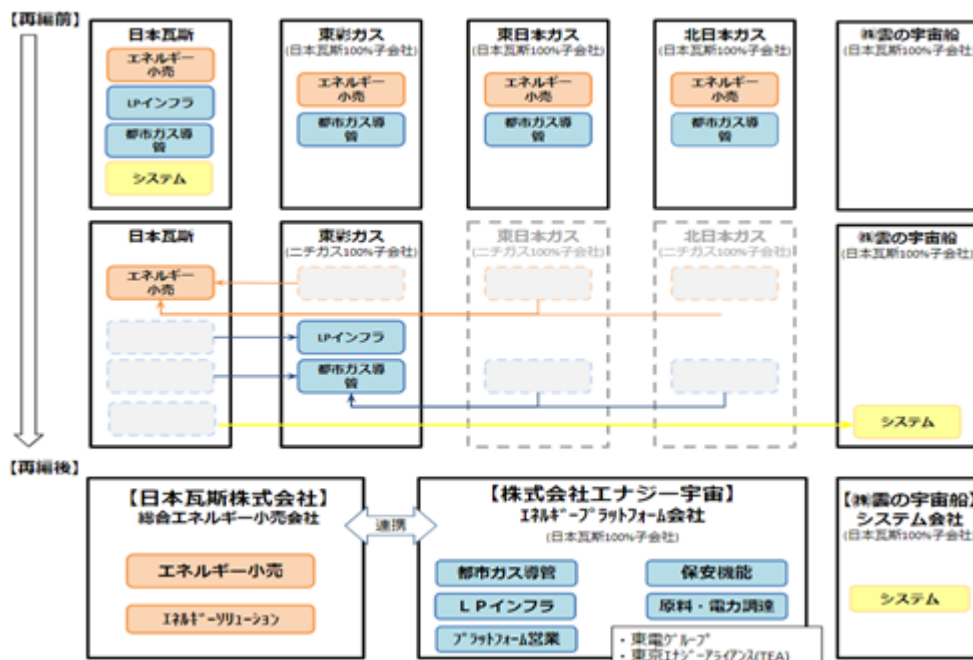 【再編前】
日本瓦斯
エネルギー
小売
LPインフラ
都市ガス導
管
システム
東彩ガス
(日本瓦斯100%子会社)
エネルギー
小売
都市ガス導
管
東日本ガス
(日本瓦斯100%子会社)
エネルギー
小売
都市ガス導
管
北日本ガス
(日本瓦斯100%子会社)
エネルギー
小売
都市ガス導
管
㈱雲の宇宙船
(日本瓦斯100%子会社)
日本瓦斯
エネルギー
小売
東彩ガス
(ニチガス100%子会社)
LPインフラ
都市ガス導
管
東日本ガス
(ニチガス100%子会社)
北日本ガス
(ニチガス100%子会社)
㈱雲の宇宙船
(日本瓦斯100%子会社)
システム
【再編後】
【日本瓦斯株式会社】
総合エネルギー小売会社
エネルギー小売
ｴﾈﾙｷﾞｰｿﾘｭｰｼｮﾝ
連携
【株式会社エナジー宇宙】
ｴﾈﾙｷﾞｰﾌﾟﾗｯﾄﾌｫｰﾑ会社
(日本瓦斯100%子会社)
都市ガス導管
ＬＰインフラ
ﾌﾟﾗｯﾄﾌｫｰﾑ営業
保安機能
原料・電力調達
・東電ｸﾞﾙｰﾌﾟ
・東京ｴﾅｼﾞｰｱﾗｲｱﾝｽ(TEA)
【㈱雲の宇宙船】
システム会社
(日本瓦斯100%子会社)
システム